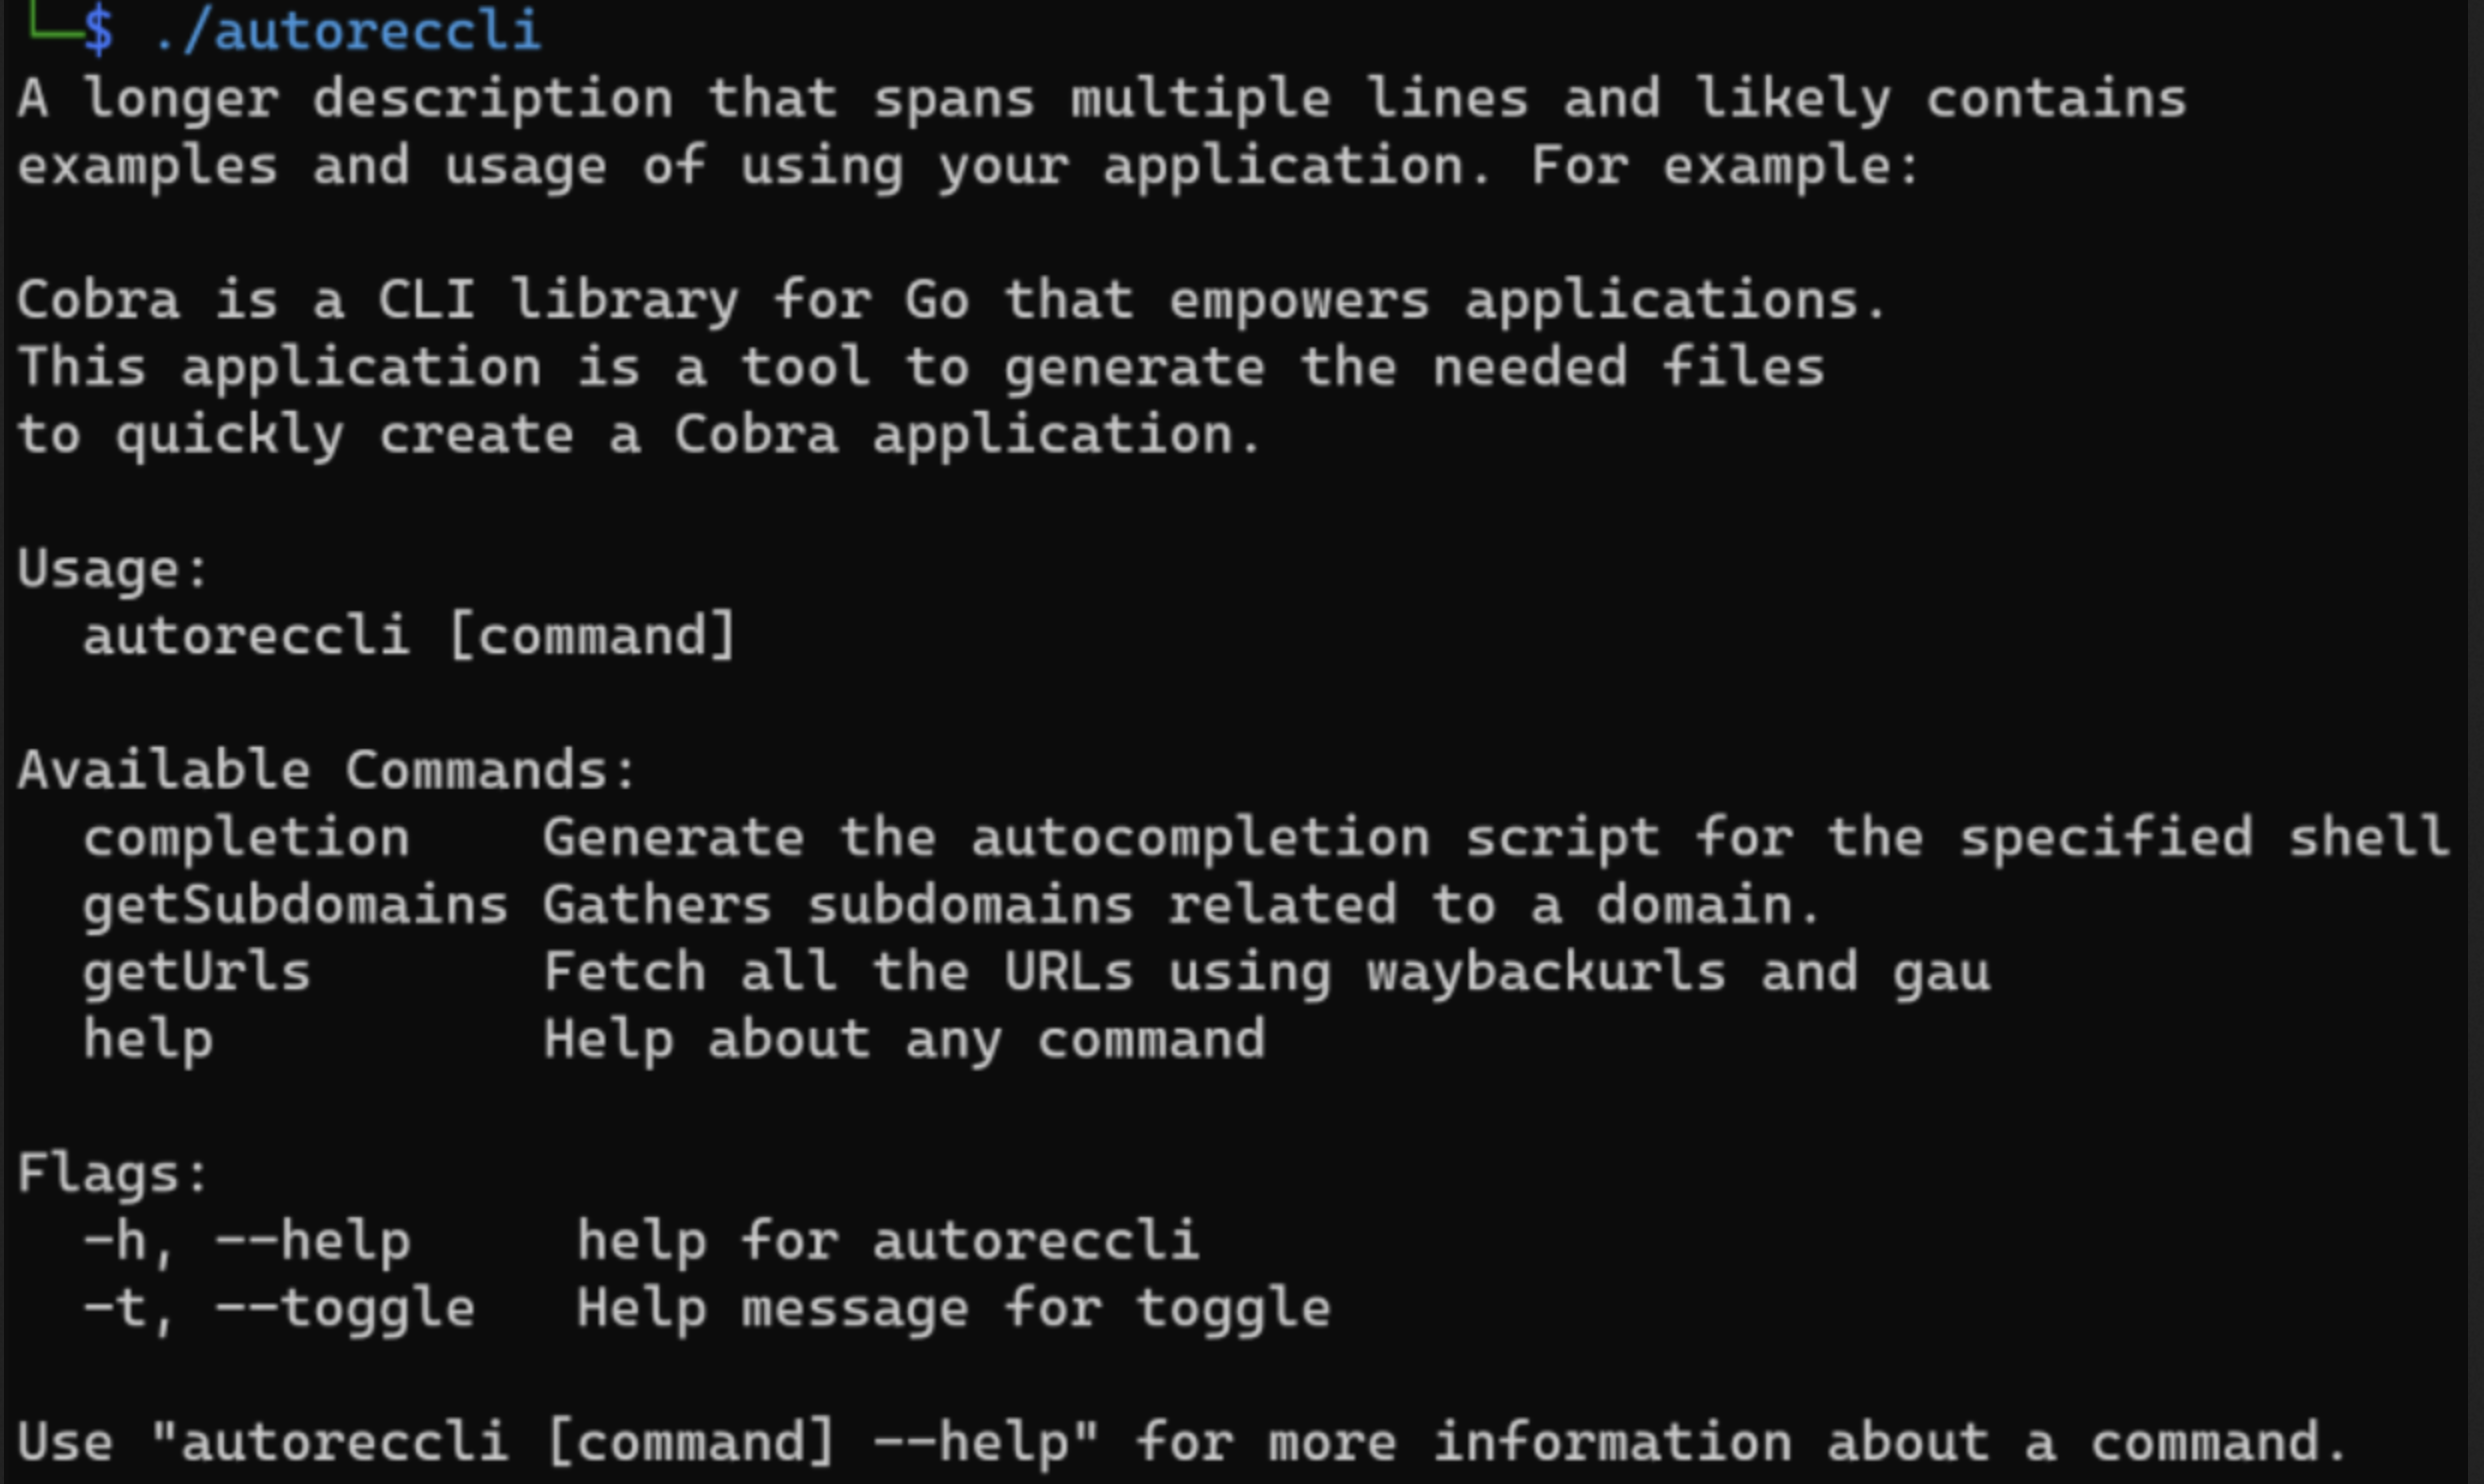 └─$ ./autoreccli
A longer description that spans multiple lines and likely contains
examples and usage of using your application. For example:

Cobra is a CLI library for Go that empowers applications.
This application is a tool to generate the needed files
to quickly create a Cobra application.

Usage:
  autoreccli [command]

Available Commands:
  completion    Generate the autocompletion script for the specified shell
  getSubdomains Gathers subdomains related to a domain.
  getUrls       Fetch all the URLs using waybackurls and gau
  help          Help about any command

Flags:
  -h, --help     help for autoreccli
  -t, --toggle   Help message for toggle

Use "autoreccli [command] --help" for more information about a command.